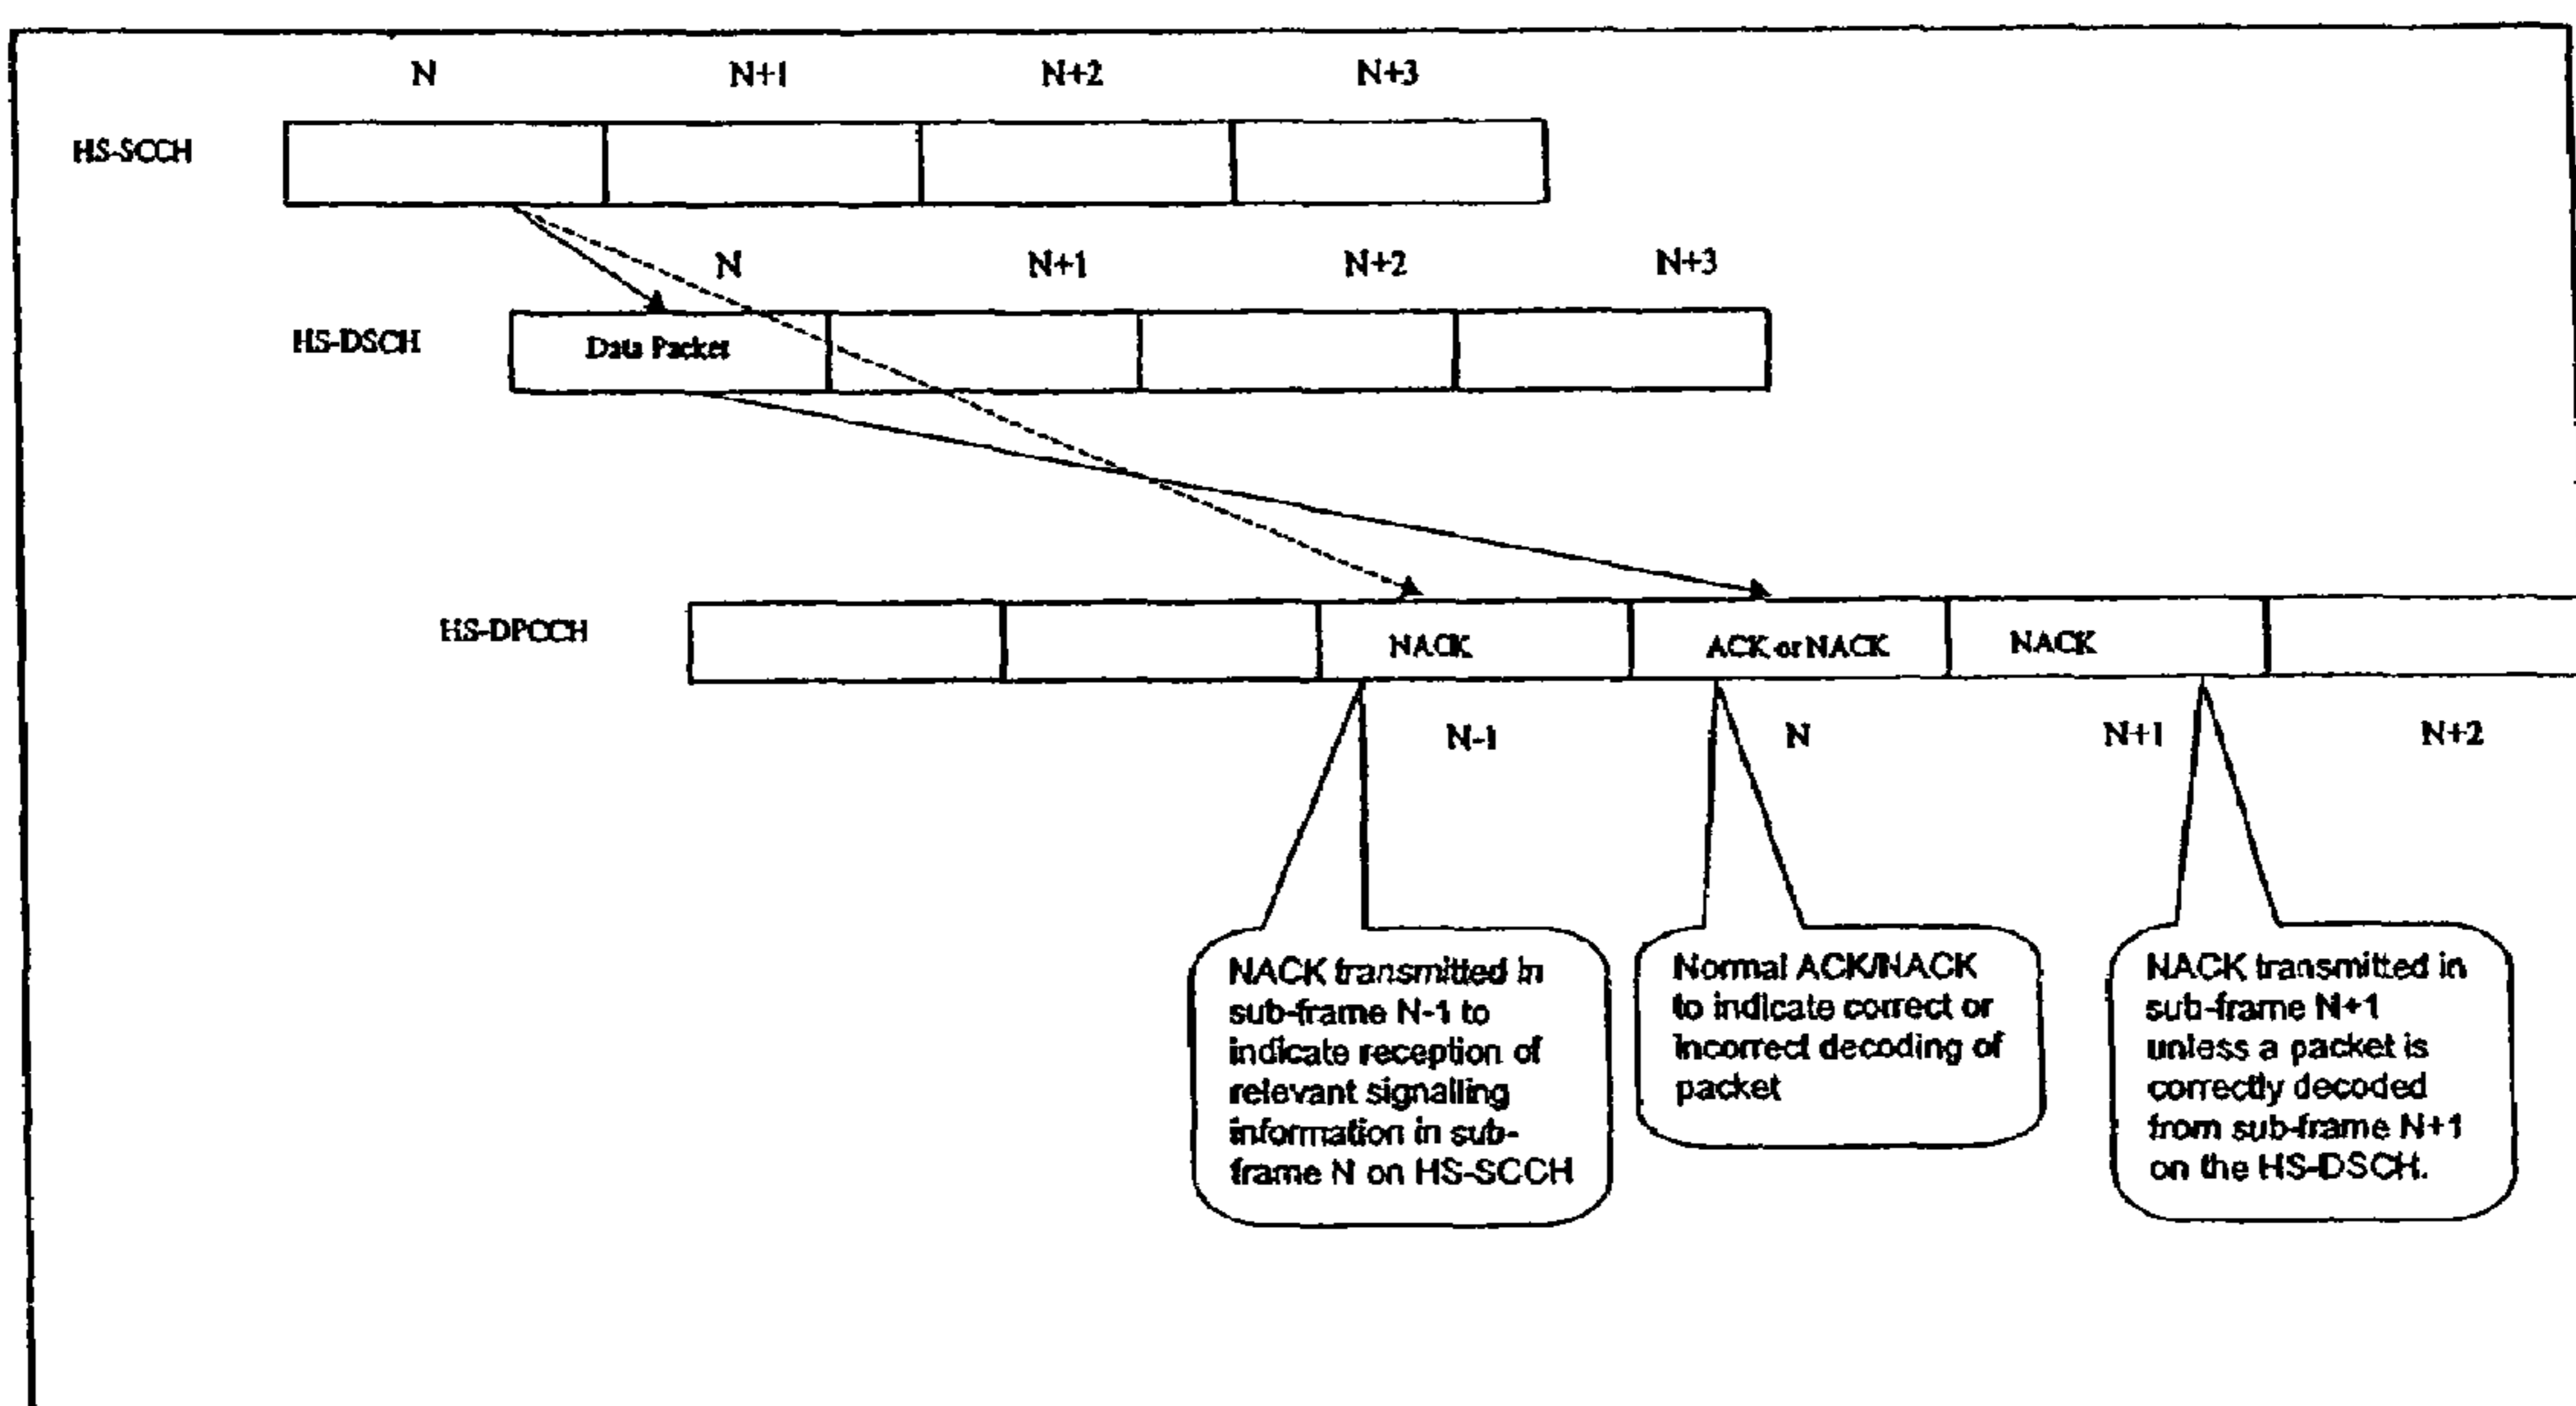 N N+1 N+2 N+3
HS-SCCH
N N+1 N+2 N+3
HS-DSCH
Data Packet
HS-DPCCH
NACK
ACK or NACK
NACK
N-1 N N+1 N+2
NACK transmitted in
sub-frame N-1 to
indicate reception of
relevant signalling
information in sub-
frame N on HS-SCCH
Normal ACK/NACK
to indicate correct or
incorrect decoding of
packet
NACK transmitted in
sub-frame N+1
unless a packet is
correctly decoded
from sub-frame N+1
on the HS-DSCH.